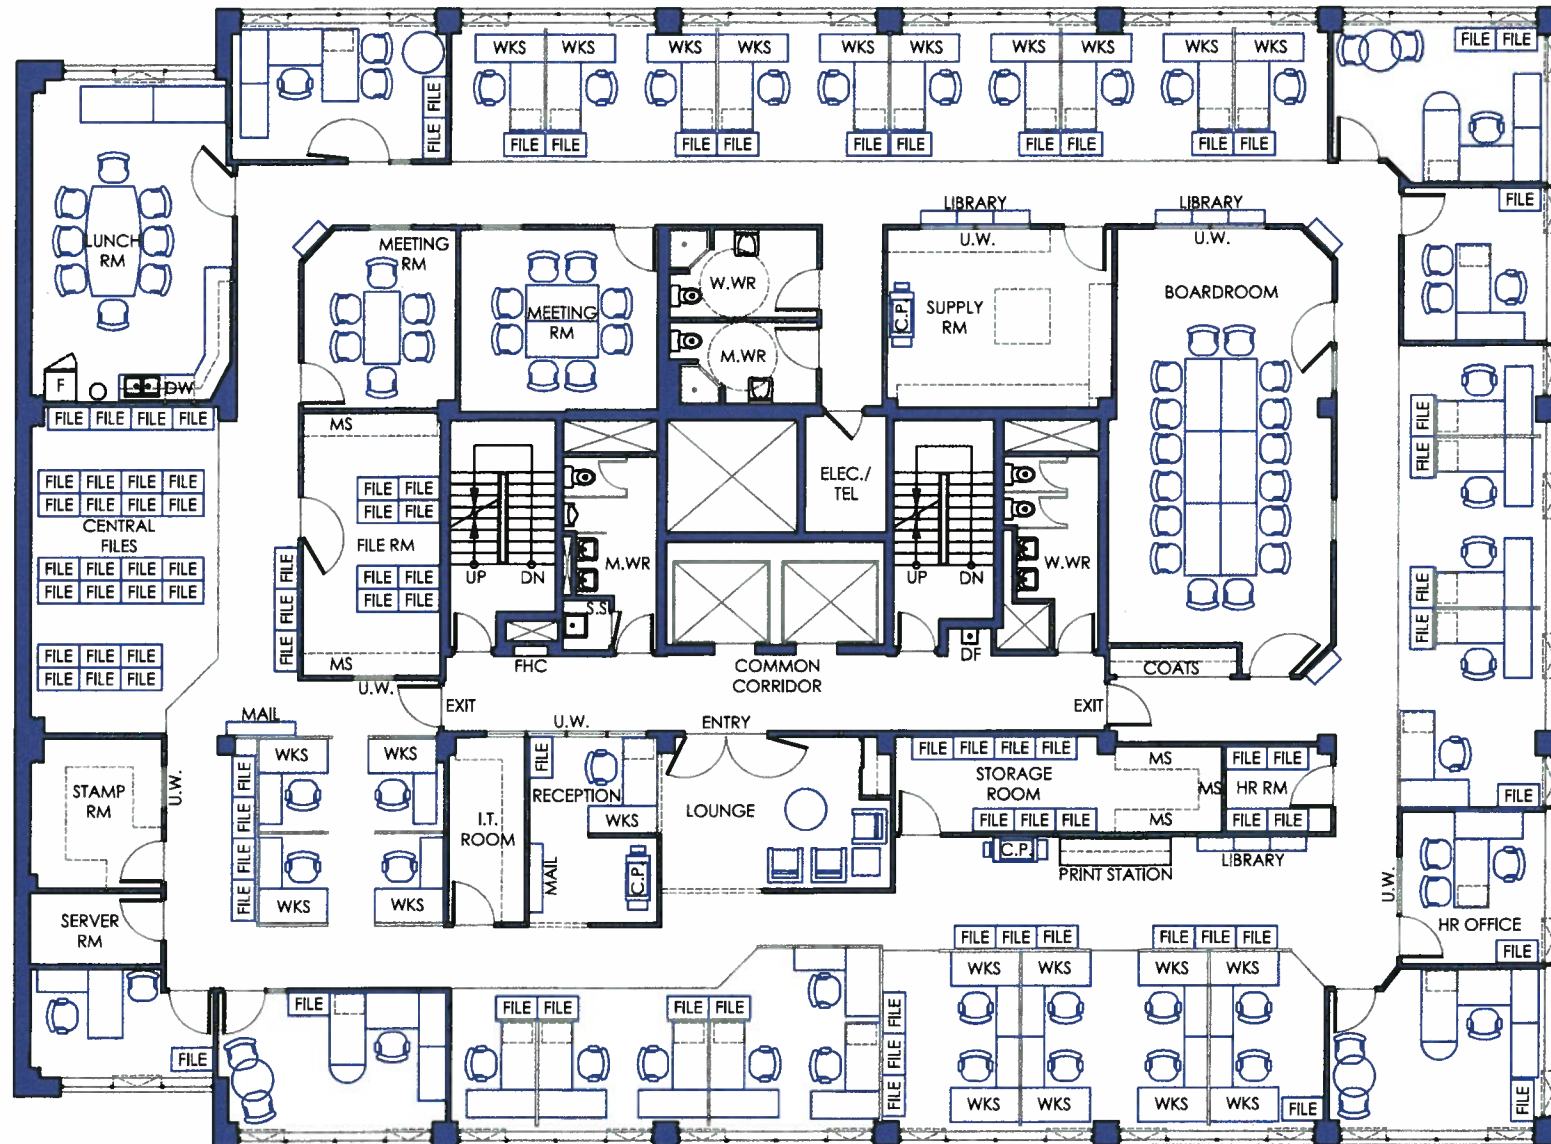 WKS WKS WKS WKS WKS WKS WKS WKS
FILE FILE
FILE
FILE
FILE FILE FILE FILE FILE FILE FILE FILE FILE FILE
FILE
LIBRARY LIBRARY
U.W. U.W.
LUNCH
RM
MEETING
RM
MEETING
RM
W.WR
M.WR
C.P.
SUPPLY
RM
BOARDROOM
F
DW
FILE FILE FILE FILE
MS
FILE
FILE
FILE FILE FILE FILE
FILE FILE FILE FILE
CENTRAL
FILES
FILE FILE
FILE FILE
FILE RM
ELEC./
TEL
FILE FILE FILE FILE
FILE FILE FILE FILE
FILE FILE
FILE FILE
FILE
FILE
FILE
UP DN
M.WR
S.S.
UP DN
W.WR
FILE
FILE
FILE FILE FILE
FILE FILE FILE
MS
U.W.
FHC
COMMON
CORRIDOR
DF
COATS
EXIT
EXIT
MAIL
U.W.
ENTRY
WKS WKS
FILE
FILE
FILE
FILE
STAMP
RM
U.W.
FILE
RECEPTION
WKS
I.T.
ROOM
LOUNGE
FILE FILE FILE FILE
STORAGE
ROOM
MS
MS
MS
FILE FILE FILE
FILE FILE
HR RM
FILE FILE
FILE
C.P.
PRINT STATION
LIBRARY
MAIL
C.P.
WKS WKS
SERVER
RM
U.W.
HR OFFICE
FILE
FILE FILE FILE FILE FILE FILE
WKS WKS WKS WKS
FILE
FILE
FILE FILE FILE FILE
FILE
FILE
FILE
WKS WKS WKS WKS
FILE
FILE